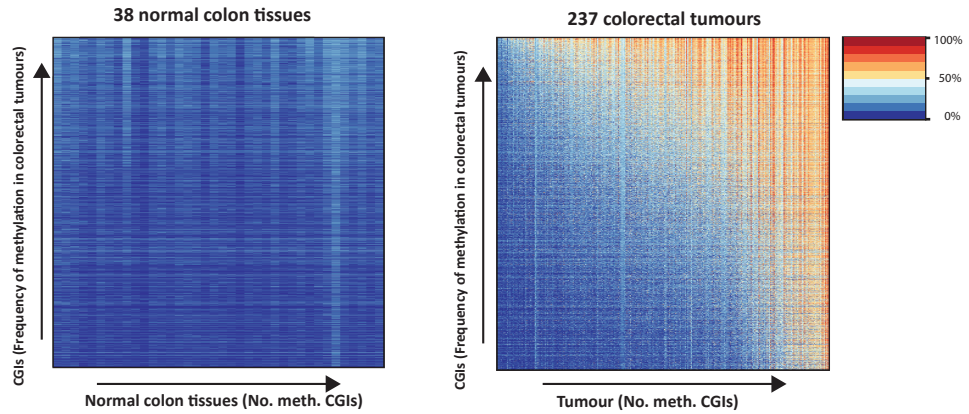 38 normal colon tissues
CGIs (Frequency of methylation in colorectal tumours)
Normal colon tissues (No. meth. CGIs)
237 colorectal tumours
CGIs (Frequency of methylation in colorectal tumours)
Tumour (No. meth. CGIs)
100%
50%
0%